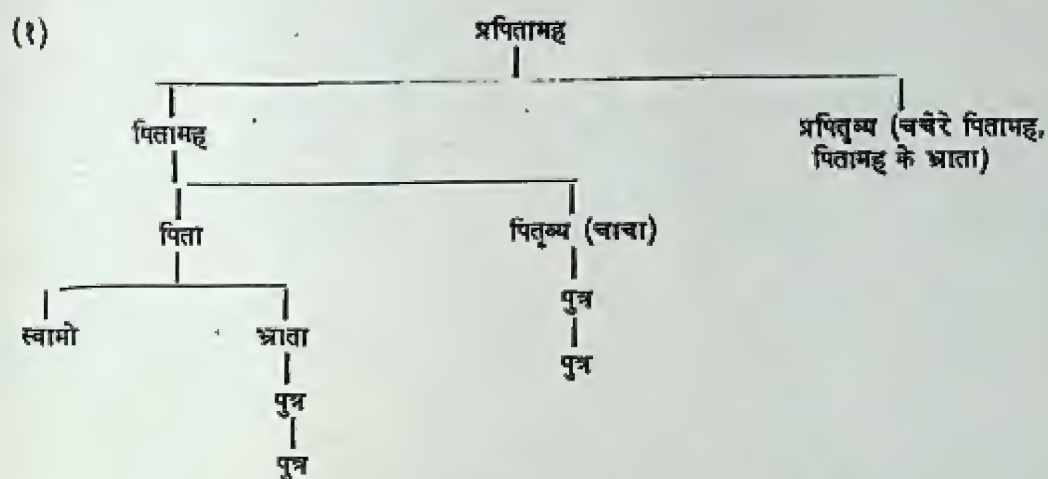 (१)
प्रपितामह
पितामह
प्रपितृव्य (चचेरे पितामह,
पितामह के भ्राता)
पिता
पितृव्य (चाचा)
पुत्र
स्वामो
भ्राता
पुत्र
पुत्र
पुत्र